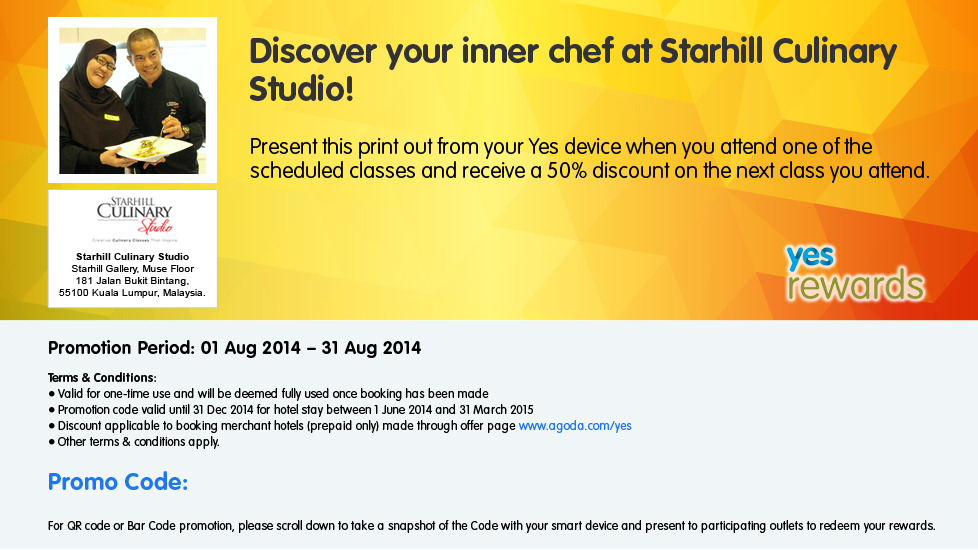 Discover your inner chef at Starhill Culinary
Studio!
Present this print out from your Yes device when you attend one of the
scheduled classes and receive a 50% discount on the next class you attend.
STARHILL
CULINARY
Studio
Creative Culinary Classes That Inspire
Starhill Culinary Studio
Starhill Gallery, Muse Floor
181 Jalan Bukit Bintang,
55100 Kuala Lumpur, Malaysia.
yes
rewards
Promotion Period: 01 Aug 2014 – 31 Aug 2014
Terms & Conditions:
• Valid for one-time use and will be deemed fully used once booking has been made
• Promotion code valid until 31 Dec 2014 for hotel stay between 1 June 2014 and 31 March 2015
• Discount applicable to booking merchant hotels (prepaid only) made through offer page www.agoda.com/yes
• Other terms & conditions apply.
Promo Code:
For QR code or Bar Code promotion, please scroll down to take a snapshot of the Code with your smart device and present to participating outlets to redeem your rewards.